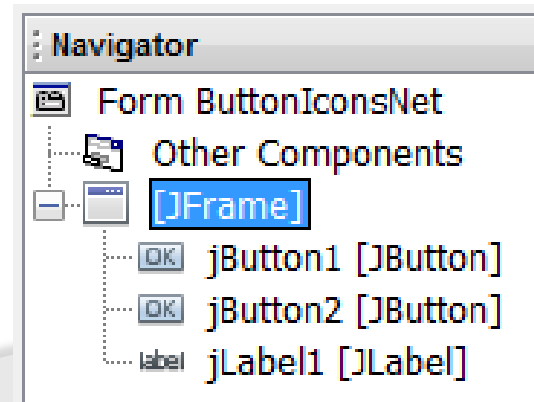 Navigator
Form ButtonIconsNet
Other Components
[JFrame]
OK jButton1 [JButton]
OK jButton2 [JButton]
label jLabel1 [JLabel]